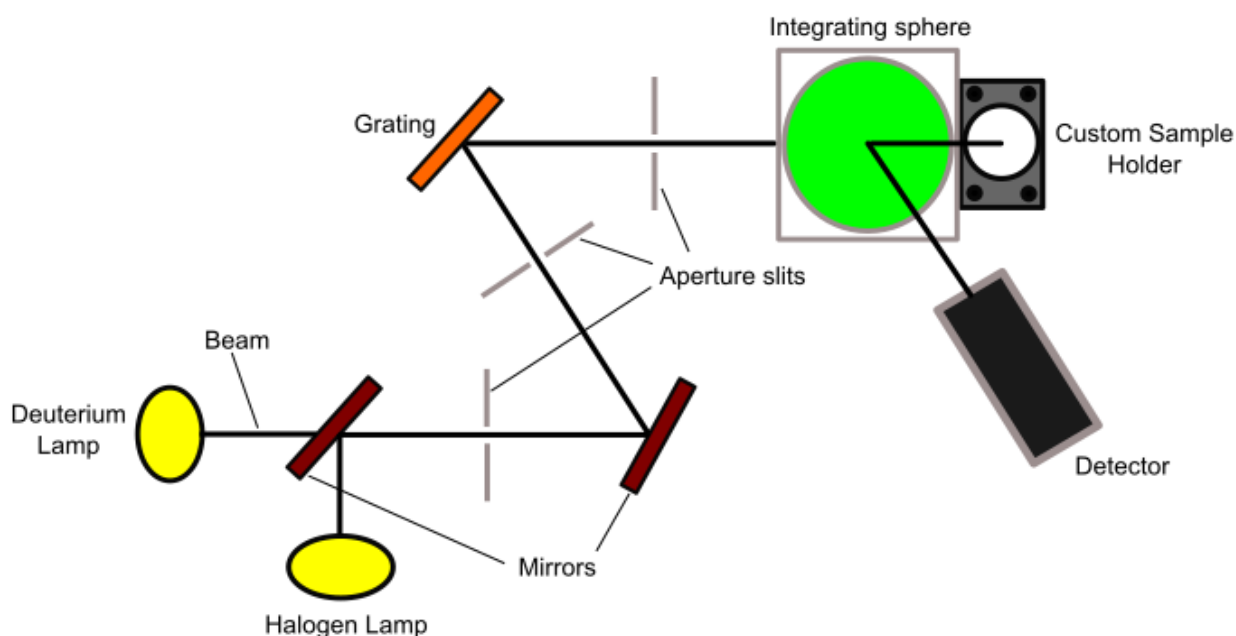 Integrating sphere
Grating
Custom Sample
Holder
Aperture slits
Beam
Deuterium
Lamp
Detector
Mirrors
Halogen Lamp